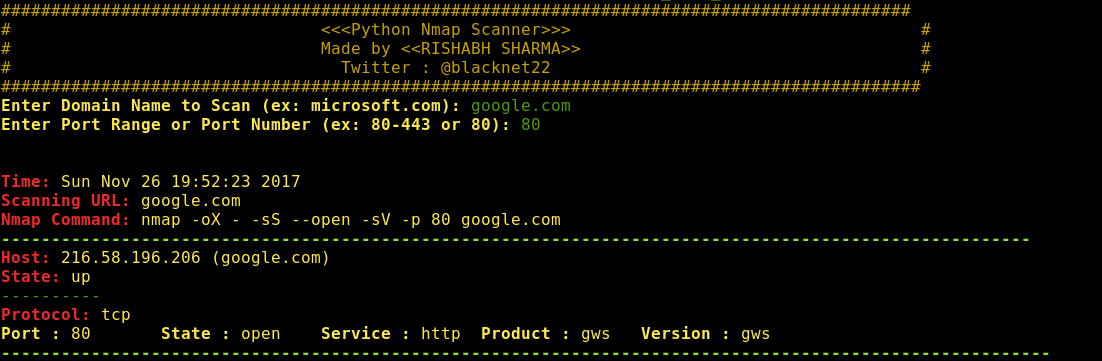 ###########################################################################################
# <<<Python Nmap Scanner>>> #
# Made by <<RISHABH SHARMA>> #
# Twitter : @blacknet22 #
############################################################################################
Enter Domain Name to Scan (ex: microsoft.com): google.com
Enter Port Range or Port Number (ex: 80-443 or 80): 80
Time: Sun Nov 26 19:52:23 2017
Scanning URL: google.com
Nmap Command: nmap -oX - -sS --open -sV -p 80 google.com
-------------------------------------------------------------------------------------------------------
Host: 216.58.196.206 (google.com)
State: up
----------
Protocol: tcp
Port : 80 State : open Service : http Product : gws Version : gws
---------------------------------------------------------------------------------------------------------